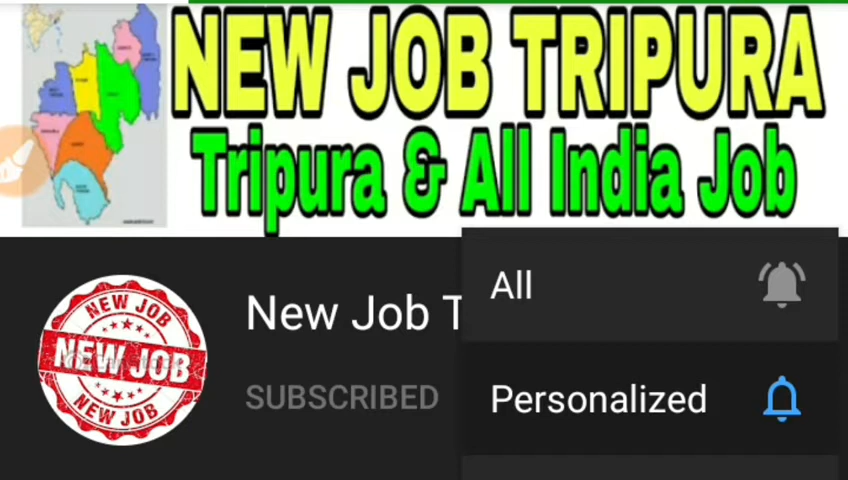 NEW JOB TRIPURA
Tripura & All India Job
All
New Job T
NEW JOB
NEW JOB
NEW JOB
SUBSCRIBED
Personalized